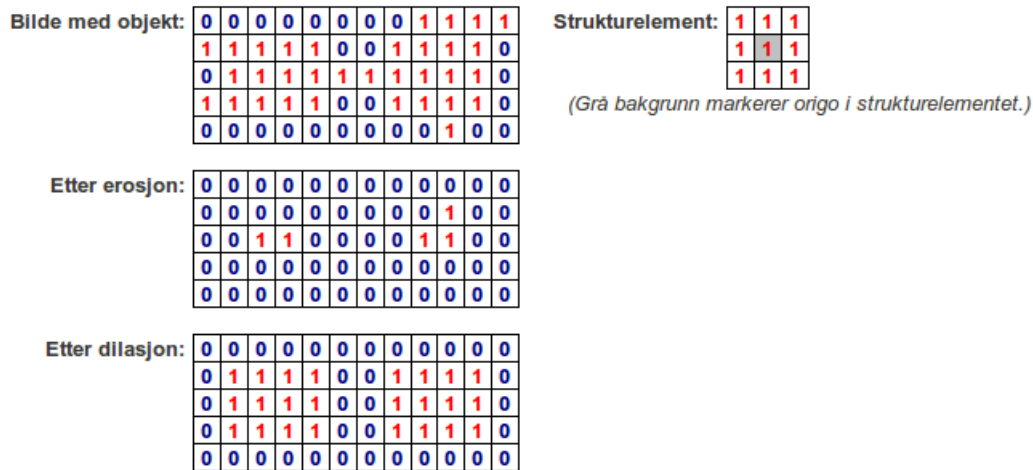 Bilde med objekt: 0 0 0 0 0 0 0 0 1 1 1 1
1 1 1 1 1 0 0 1 1 1 1 0
0 1 1 1 1 1 1 1 1 1 1 0
1 1 1 1 1 0 0 1 1 1 1 0
0 0 0 0 0 0 0 0 0 1 0 0
Strukturelement: 1 1 1
1 1 1
1 1 1
(Grå bakgrunn markerer origo i strukturelementet.)
Etter erosjon: 0 0 0 0 0 0 0 0 0 0 0 0
0 0 0 0 0 0 0 0 0 1 0 0
0 0 1 1 0 0 0 0 1 1 0 0
0 0 0 0 0 0 0 0 0 0 0 0
0 0 0 0 0 0 0 0 0 0 0 0
Etter dilasjon: 0 0 0 0 0 0 0 0 0 0 0 0
0 1 1 1 1 0 0 1 1 1 1 0
0 1 1 1 1 0 0 1 1 1 1 0
0 1 1 1 1 0 0 1 1 1 1 0
0 0 0 0 0 0 0 0 0 0 0 0